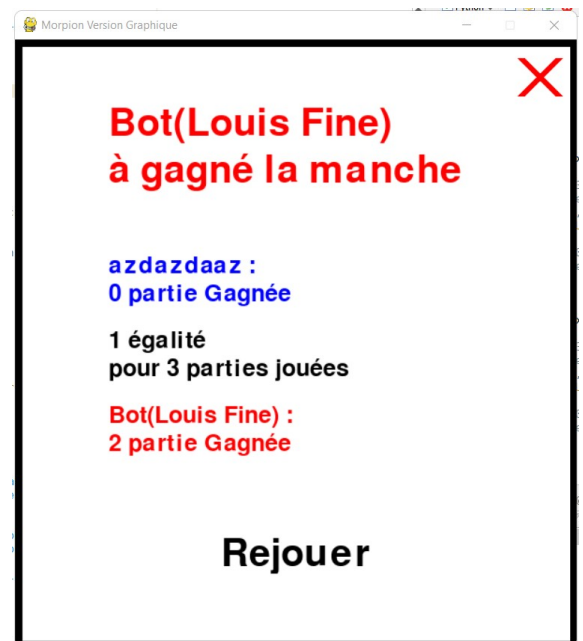 Morpion Version Graphique
Bot(Louis Fine)
à gagné la manche
azdazdaaz :
0 partie Gagnée
1 égalité
pour 3 parties jouées
Bot(Louis Fine) :
2 partie Gagnée
Rejouer